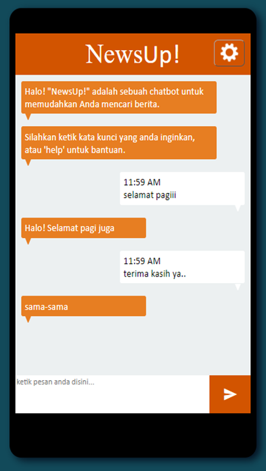 NewsUp!
Halo! "NewsUp!" adalah sebuah chatbot untuk
memudahkan Anda mencari berita.
Silahkan ketik kata kunci yang anda inginkan,
atau 'help' untuk bantuan.
11:59 AM
selamat pagiii
Halo! Selamat pagi juga
11:59 AM
terima kasih ya..
sama-sama
ketik pesan anda disini...